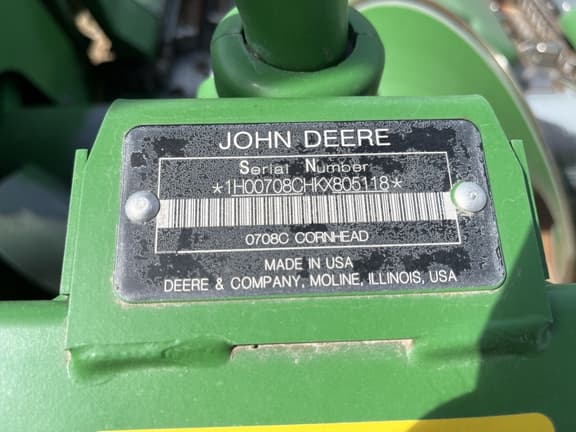 JOHN DEERE
Serial Number
*1H00708CHKX805118*
0708C CORNHEAD
MADE IN USA
DEERE & COMPANY, MOLINE, ILLINOIS, USA